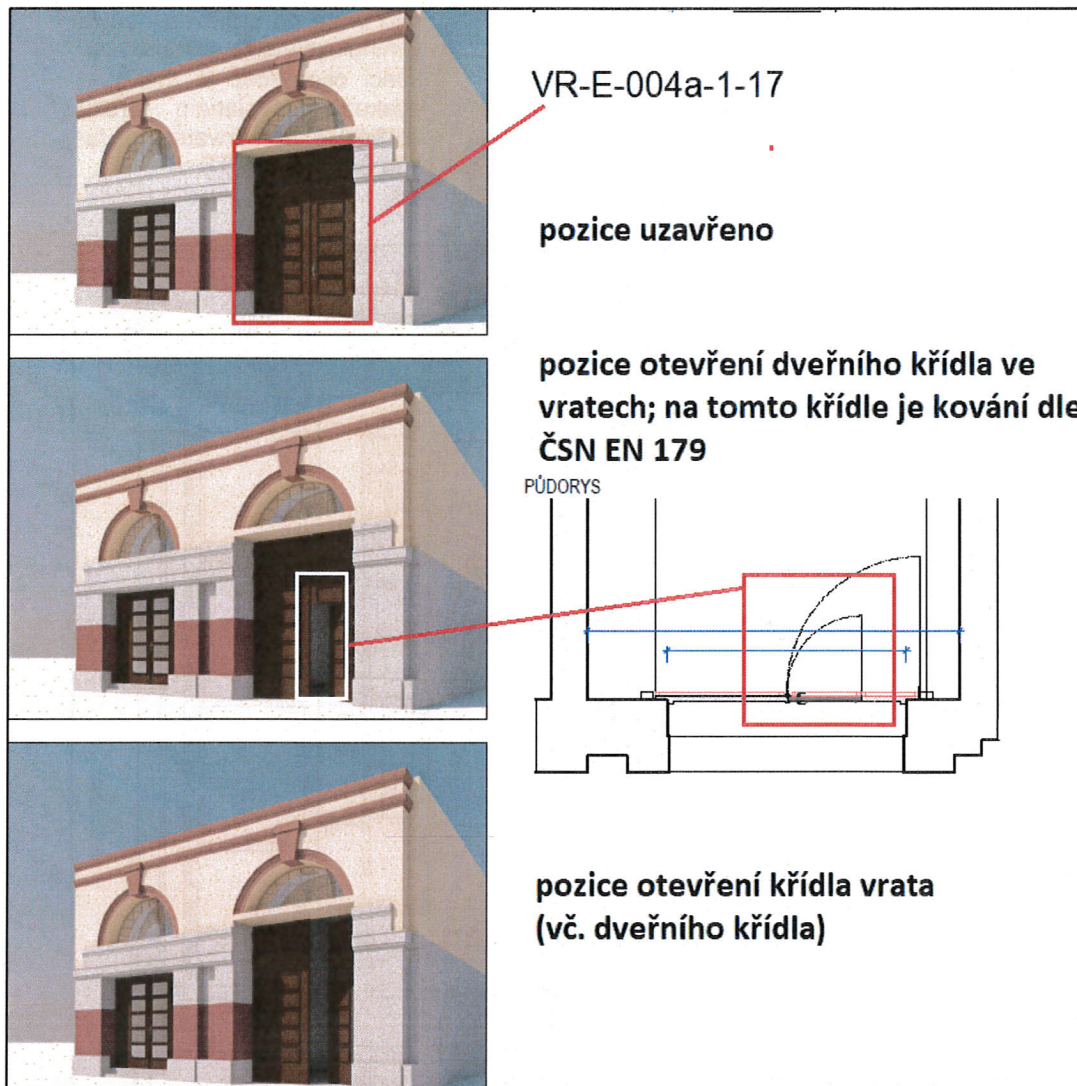 VR-E-004a-1-17
pozice uzavřeno
pozice otevření dveřního křídla ve
vratech; na tomto křídle je kování dle
ČSN EN 179
PŮDORYS
pozice otevření křídla vrata
(vč. dveřního křídla)